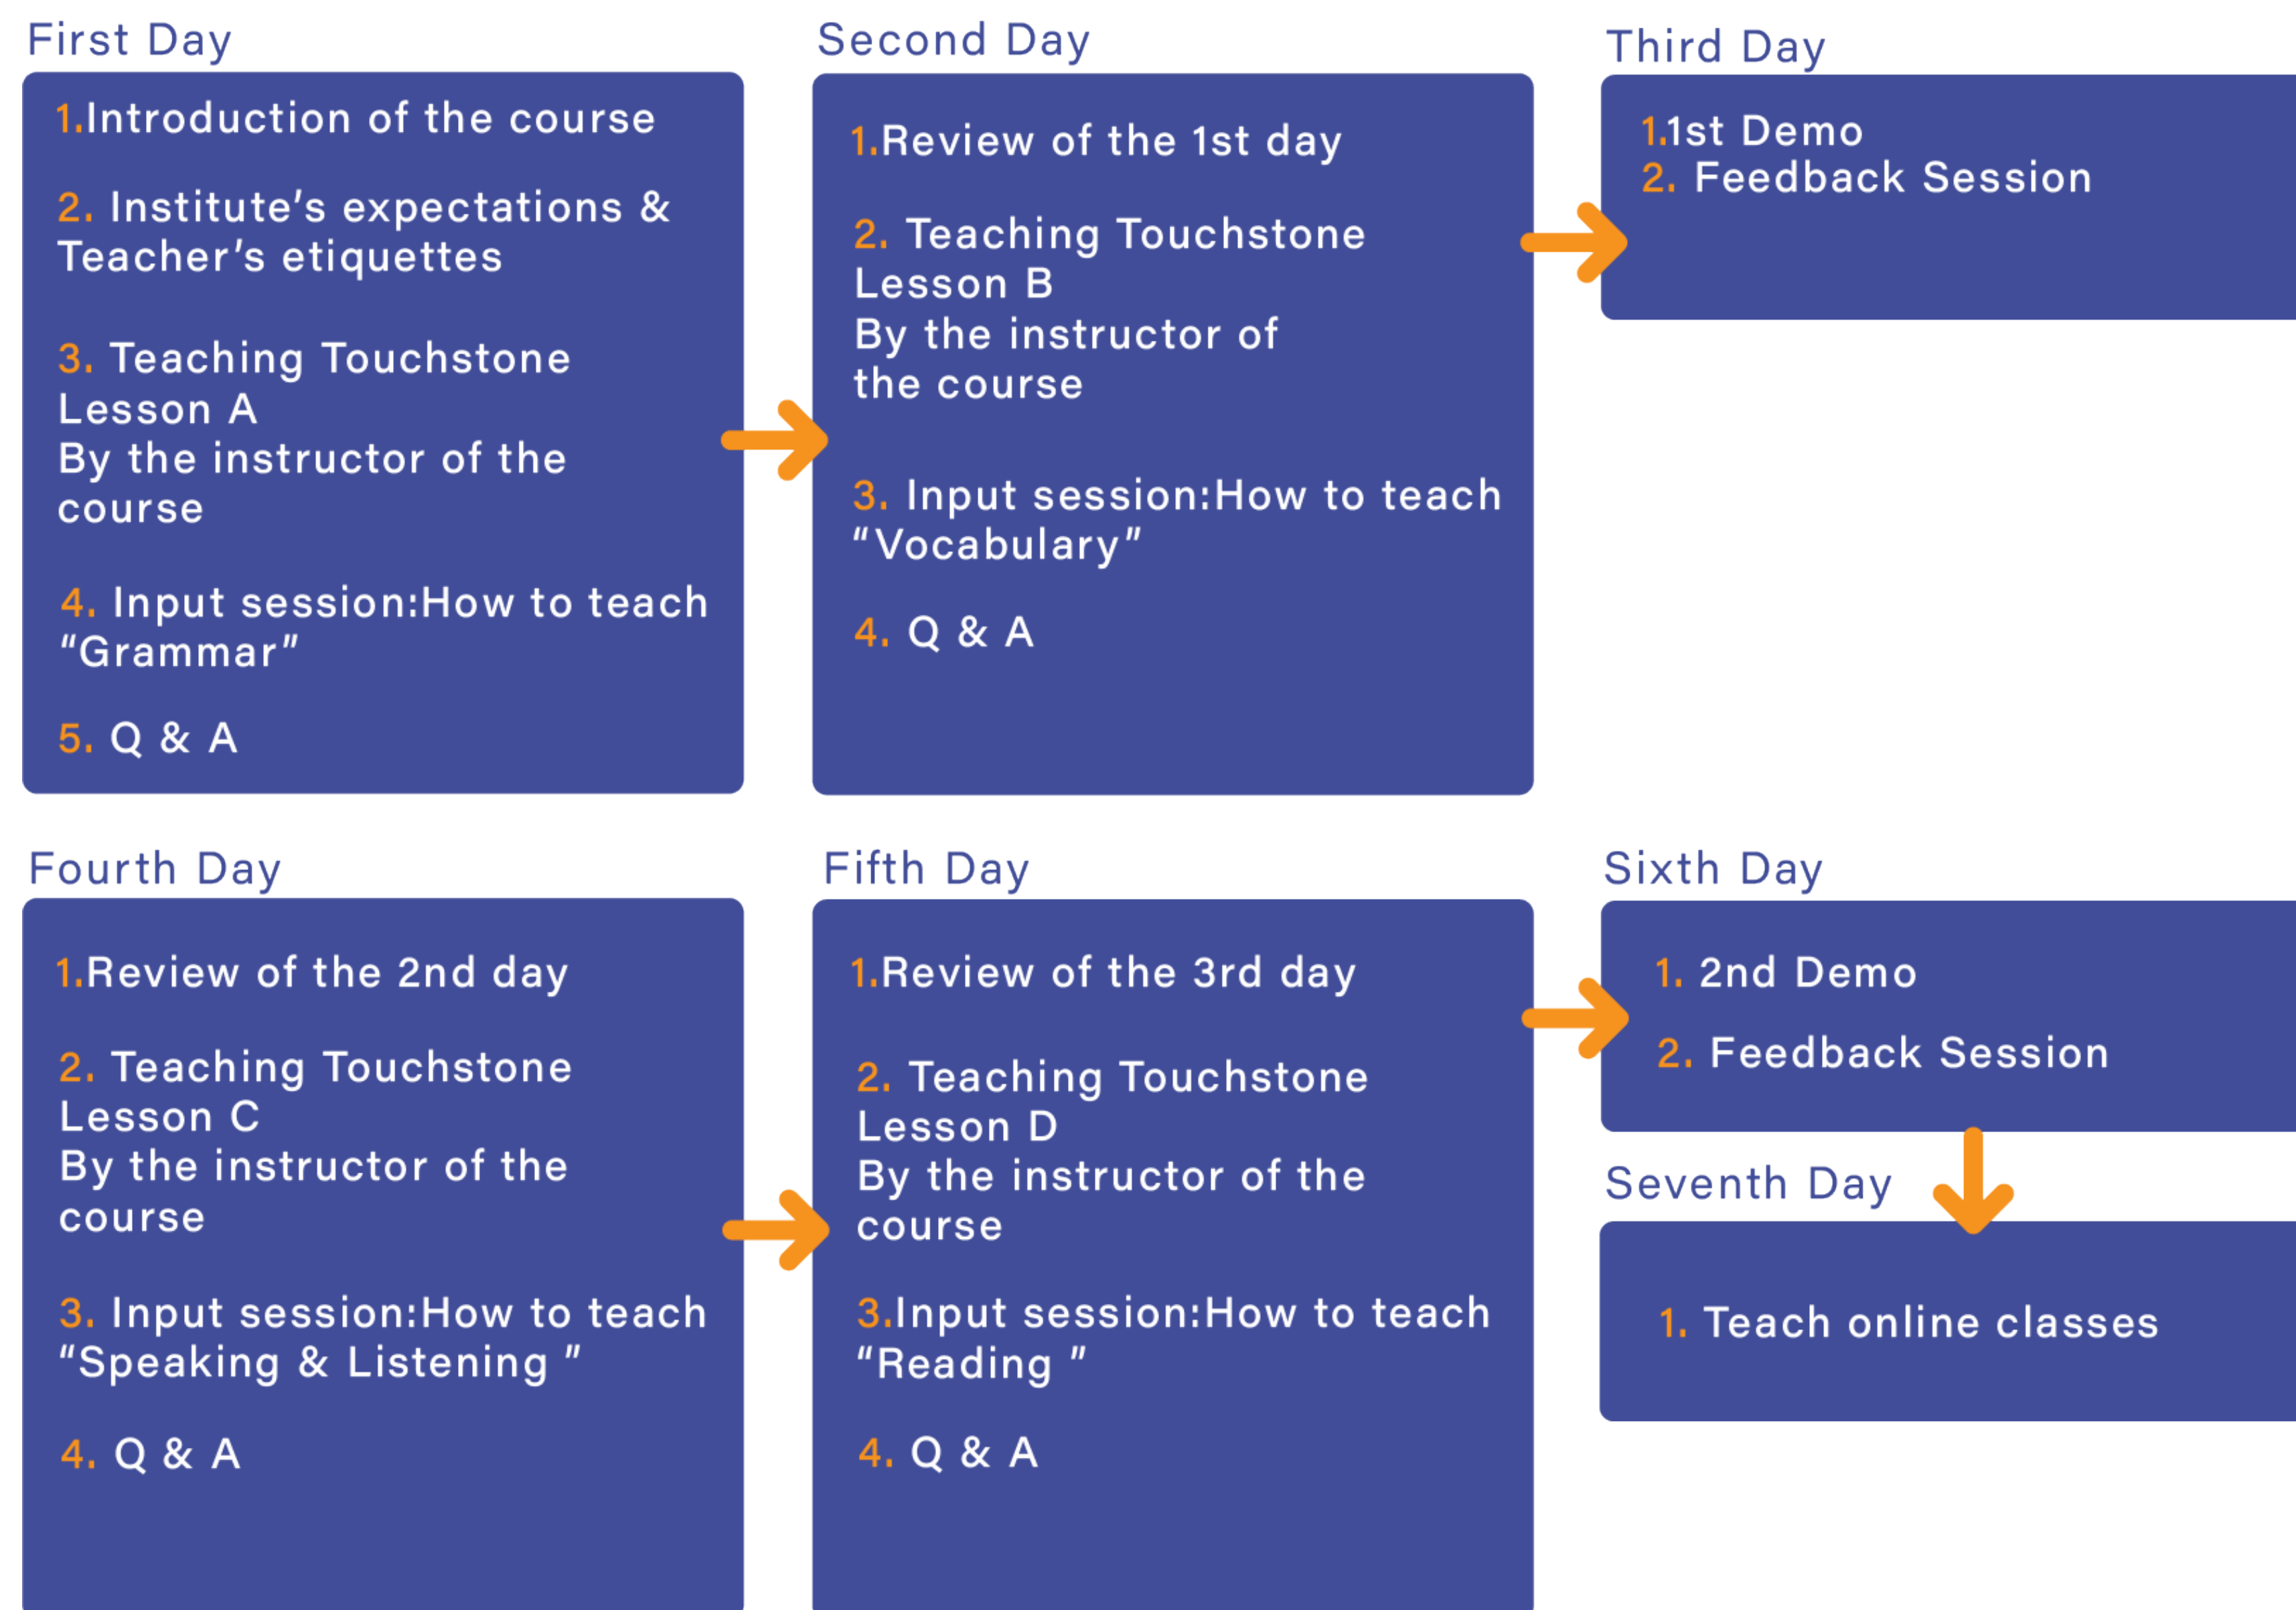 First Day
1.Introduction of the course
2. Institute’s expectations &
Teacher’s etiquettes
3. Teaching Touchstone
Lesson A
By the instructor of the
course
4. Input session:How to teach
“Grammar”
5. Q & A
Second Day
1.Review of the 1st day
2. Teaching Touchstone
Lesson B
By the instructor of
the course
3. Input session:How to teach
“Vocabulary”
4. Q & A
Third Day
1.1st Demo
2. Feedback Session
Fourth Day
1.Review of the 2nd day
2. Teaching Touchstone
Lesson C
By the instructor of the
course
3. Input session:How to teach
“Speaking & Listening ”
4. Q & A
Fifth Day
1.Review of the 3rd day
2. Teaching Touchstone
Lesson D
By the instructor of the
course
3.Input session:How to teach
“Reading ”
4. Q & A
Sixth Day
1. 2nd Demo
2. Feedback Session
Seventh Day
1. Teach online classes